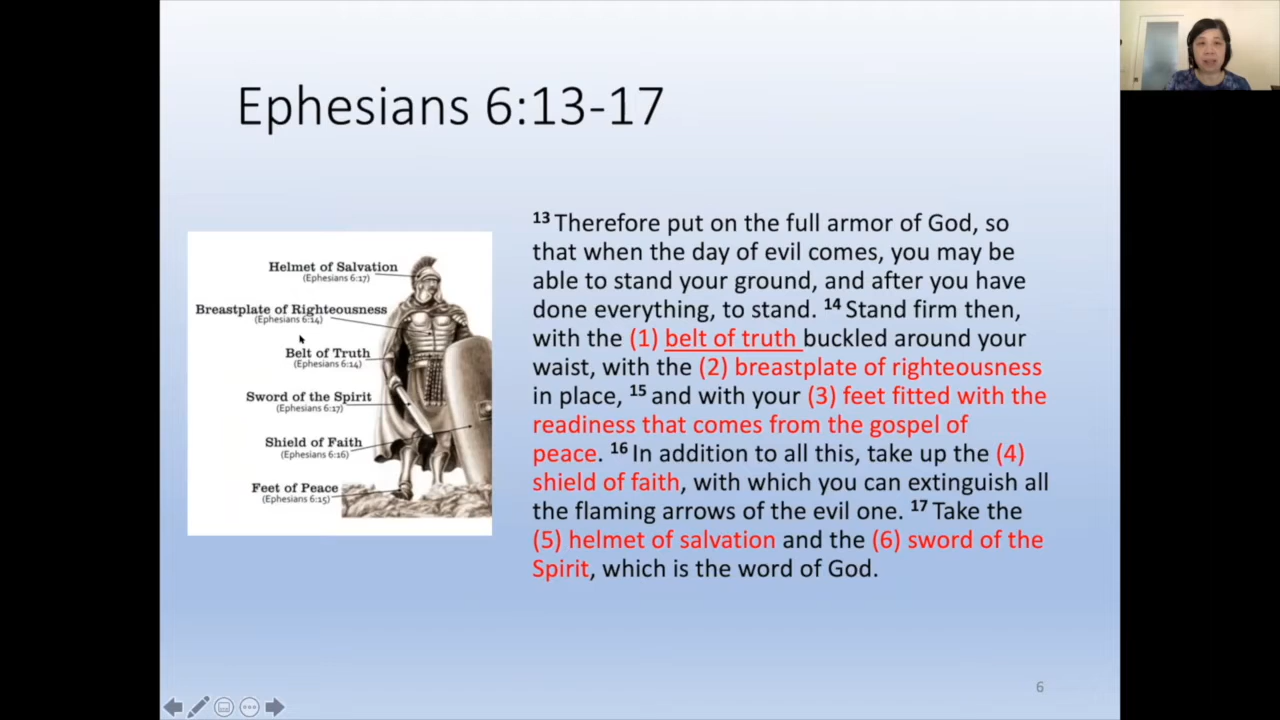 Ephesians 6:13-17
Helmet of Salvation
(Ephesians 6:17)
Breastplate of Righteousness
(Ephesians 6:14)
Belt of Truth
(Ephesians 6:14)
Sword of the Spirit
(Ephesians 6:17)
Shield of Faith
(Ephesians 6:16)
Feet of Peace
(Ephesians 6:15)
13 Therefore put on the full armor of God, so
that when the day of evil comes, you may be
able to stand your ground, and after you have
done everything, to stand. 14 Stand firm then,
with the (1) belt of truth buckled around your
waist, with the (2) breastplate of righteousness
in place, 15 and with your (3) feet fitted with the
readiness that comes from the gospel of
peace. 16 In addition to all this, take up the (4)
shield of faith, with which you can extinguish all
the flaming arrows of the evil one. 17 Take the
(5) helmet of salvation and the (6) sword of the
Spirit, which is the word of God.
6